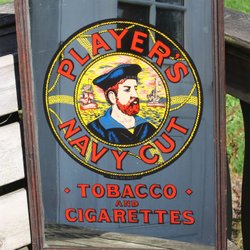 PLAYER'S
NAVY CUT
TOBACCO
AND
CIGARETTES